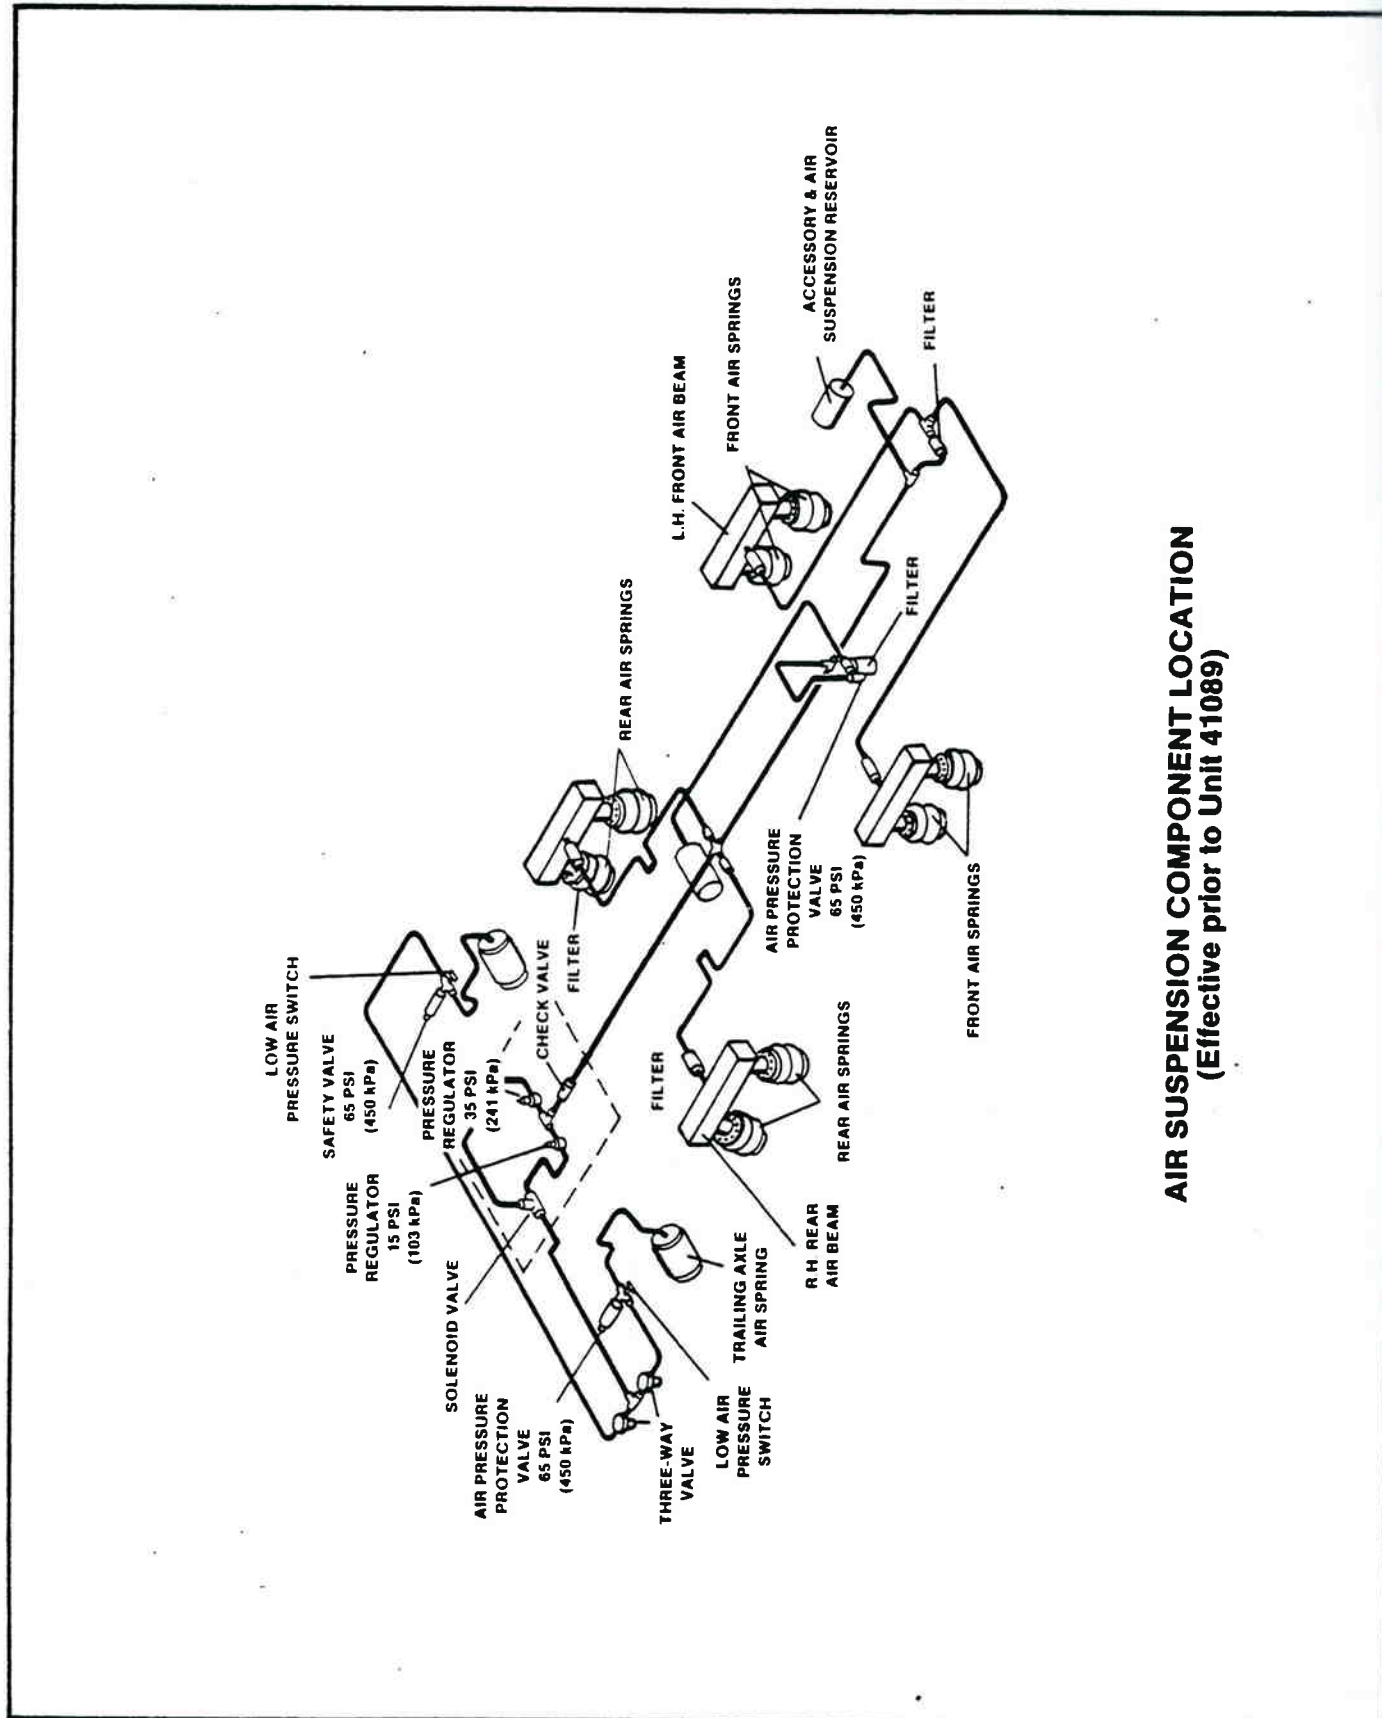 LOW AIR
PRESSURE SWITCH
SAFETY VALVE
65 PSI
(450 kPa)
PRESSURE
REGULATOR
35 PSI
(241 kPa)
PRESSURE
REGULATOR
15 PSI
(103 kPa)
SOLENOID VALVE
AIR PRESSURE
PROTECTION
VALVE
65 PSI
(450 kPa)
THREE-WAY
VALVE
LOW AIR
PRESSURE
SWITCH
TRAILING AXLE
AIR SPRING
CHECK VALVE
FILTER
REAR AIR SPRINGS
L.H. FRONT AIR BEAM
FRONT AIR SPRINGS
ACCESSORY & AIR
SUSPENSION RESERVOIR
FILTER
FILTER
FILTER
R.H. REAR
AIR BEAM
REAR AIR SPRINGS
AIR PRESSURE
PROTECTION
VALVE
65 PSI
(450 kPa)
FRONT AIR SPRINGS
AIR SUSPENSION COMPONENT LOCATION
(Effective prior to Unit 41089)